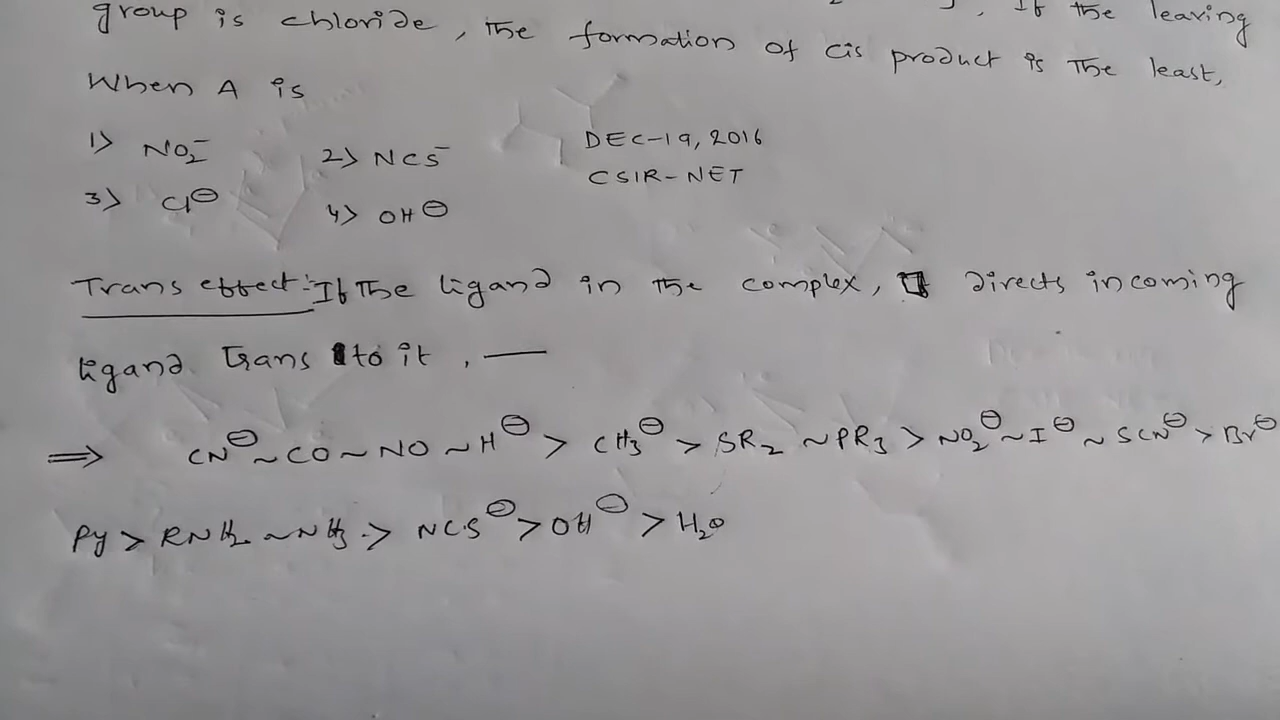 group is chloride, the formation of cis product is the least,
If the leaving
When A is
1) NO₂⁻
2) NCS⁻
DEC-19, 2016
CSIR-NET
3) Cl⊖
4) OH⊖
Trans effect: If the ligand in the complex, directs incoming
ligand trans to it, —
⇒ CN⊖ ~ CO ~ NO ~ H⊖ > CH₃⊖ > SR₂ ~ PR₃ > NO₂⊖ ~ I⊖ ~ SCN⊖ > Br⊖
Py > RNH₂ ~ NH₃ > NCS⊖ > OH⊖ > H₂O